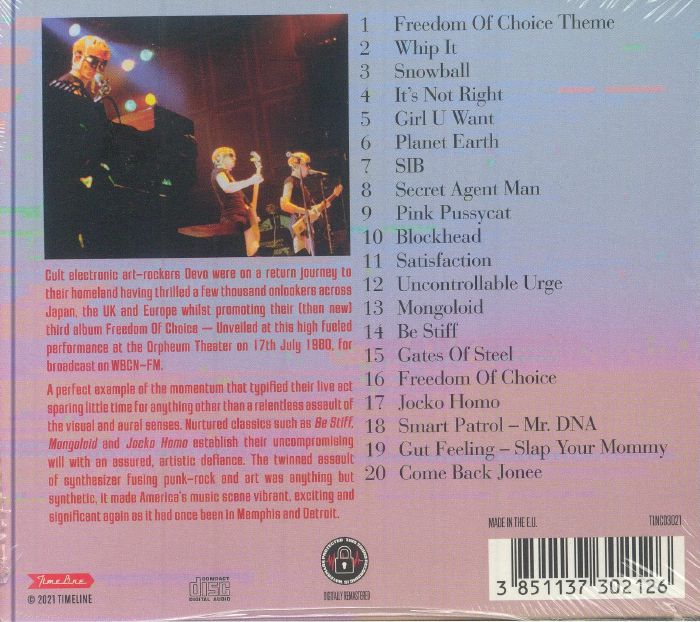 1 Freedom Of Choice Theme
2 Whip It
3 Snowball
4 It's Not Right
5 Girl U Want
6 Planet Earth
7 SIB
8 Secret Agent Man
9 Pink Pussycat
10 Blockhead
11 Satisfaction
12 Uncontrollable Urge
13 Mongoloid
14 Be Stiff
15 Gates Of Steel
16 Freedom Of Choice
17 Jocko Homo
18 Smart Patrol – Mr. DNA
19 Gut Feeling – Slap Your Mommy
20 Come Back Jonee
Cult electronic art-rockers Devo were on a return journey to
their homeland having thrilled a few thousand onlookers across
Japan, the UK and Europe whilst promoting their (then new)
third album Freedom Of Choice — Unveiled at this high fueled
performance at the Orpheum Theater on 17th July 1980, for
broadcast on WBCN-FM.
A perfect example of the momentum that typified their live act
sparing little time for anything other than a relentless assault of
the visual and aural senses. Nurtured classics such as Be Stiff,
Mongoloid and Jocko Homo establish their uncompromising
will with an assured, artistic defiance. The twinned assault
of synthesizer fusing punk-rock and art was anything but
synthetic, it made America's music scene vibrant, exciting and
significant again as it had once been in Memphis and Detroit.
TimeLine
© 2021 TIMELINE
COMPACT
disc
DIGITAL AUDIO
DIGITALLY REMASTERED
MADE IN THE E.U.
TLNCD3021
3 851137 302126